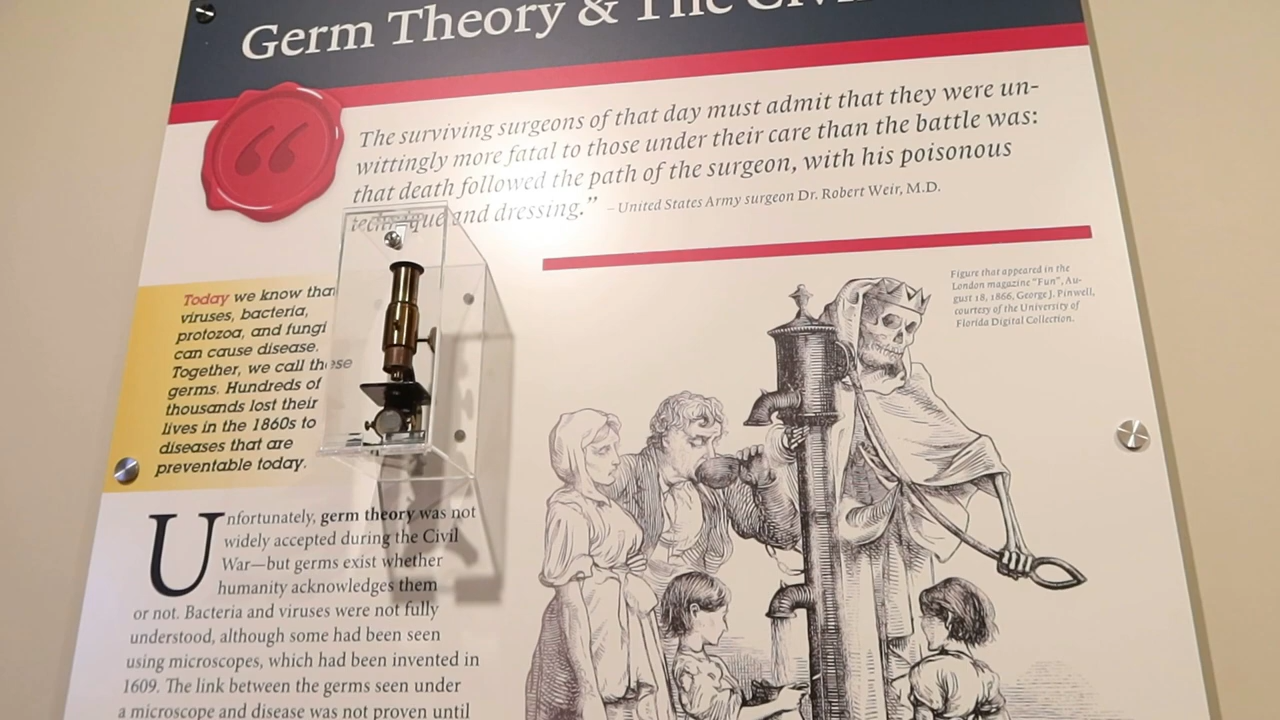 Germ Theory & The Civil
“
The surviving surgeons of that day must admit that they were un-
wittingly more fatal to those under their care than the battle was:
that death followed the path of the surgeon, with his poisonous
technique and dressing.” – United States Army surgeon Dr. Robert Weir, M.D.
Figure that appeared in the
London magazine “Fun”, Au-
gust 18, 1866, George J. Pinwell,
courtesy of the University of
Florida Digital Collection.
Today we know that
viruses, bacteria,
protozoa, and fungi
can cause disease.
Together, we call these
germs. Hundreds of
thousands lost their
lives in the 1860s to
diseases that are
preventable today.
Unfortunately, germ theory was not
widely accepted during the Civil
War—but germs exist whether
humanity acknowledges them
or not. Bacteria and viruses were not fully
understood, although some had been seen
using microscopes, which had been invented in
1609. The link between the germs seen under
a microscope and disease was not proven until